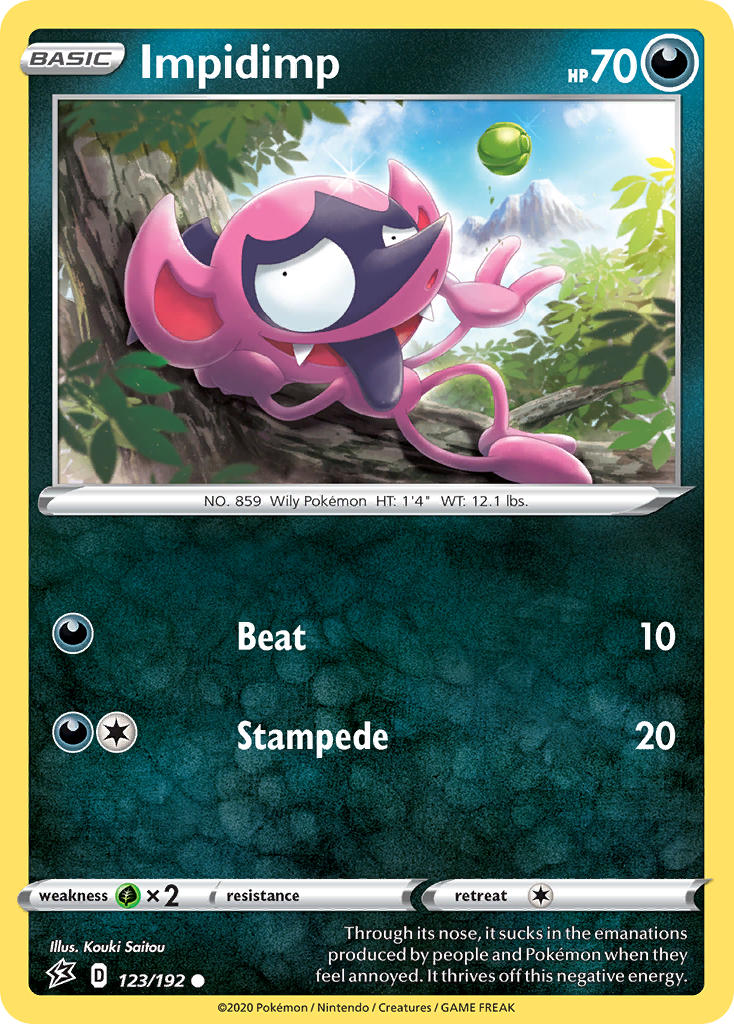 BASIC Impidimp HP 70
NO. 859 Wily Pokémon HT: 1'4" WT: 12.1 lbs.
Beat 10
Stampede 20
weakness ×2 resistance retreat
Illus. Kouki Saitou
D 123/192
Through its nose, it sucks in the emanations
produced by people and Pokémon when they
feel annoyed. It thrives off this negative energy.
©2020 Pokémon / Nintendo / Creatures / GAME FREAK